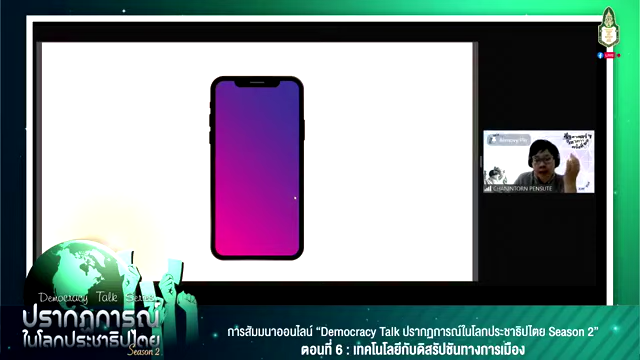 LIVE
CHANINTORN PENSUTE
Democracy Talk Series
ปรากฏการณ์
ในโลกประชาธิปไตย
Season 2
การสัมมนาออนไลน์ “Democracy Talk ปรากฏการณ์ในโลกประชาธิปไตย Season 2”
ตอนที่ 6 : เทคโนโลยีกับดิสรัปชันทางการเมือง